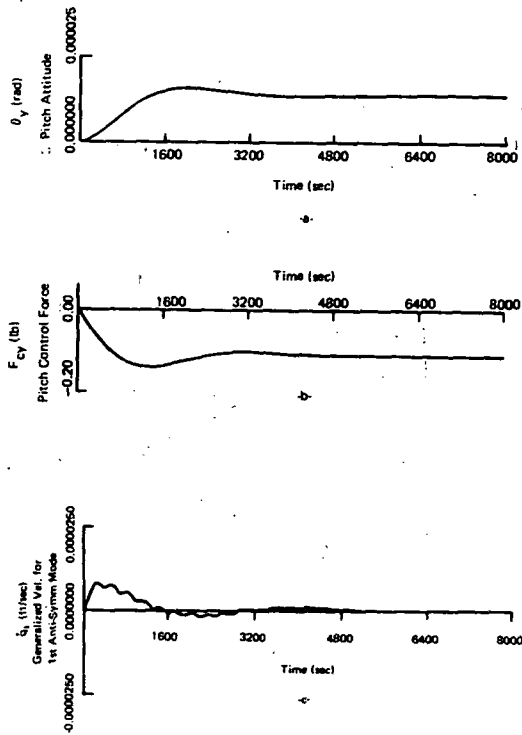 0.000025
0.000000
θy (rad)
Pitch Attitude
1600 3200 4800 6400 8000
Time (sec)
-a-
Time (sec)
1600 3200 4800 6400 8000
0.00
-0.20
Fcy (lb)
Pitch Control Force
-b-
0.0000250
0.0000000
-0.0000250
(ft/sec)
Generalized Vel. for
1st Anti-Symm Mode
1600 3200 4800 6400 8000
Time (sec)
-c-